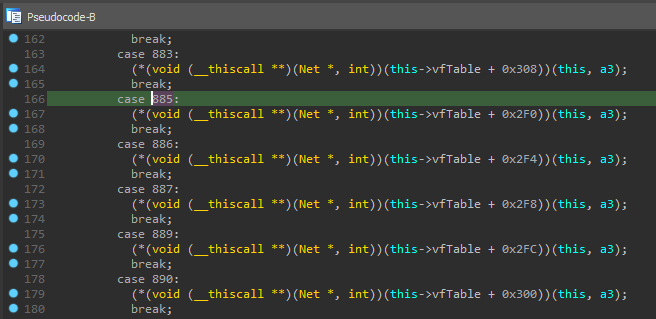 Pseudocode-B
162 break;
163 case 883:
164 (*(void (__thiscall **)(Net *, int))(this->vfTable + 0x308))(this, a3);
165 break;
166 case 885:
167 (*(void (__thiscall **)(Net *, int))(this->vfTable + 0x2F0))(this, a3);
168 break;
169 case 886:
170 (*(void (__thiscall **)(Net *, int))(this->vfTable + 0x2F4))(this, a3);
171 break;
172 case 887:
173 (*(void (__thiscall **)(Net *, int))(this->vfTable + 0x2F8))(this, a3);
174 break;
175 case 889:
176 (*(void (__thiscall **)(Net *, int))(this->vfTable + 0x2FC))(this, a3);
177 break;
178 case 890:
179 (*(void (__thiscall **)(Net *, int))(this->vfTable + 0x300))(this, a3);
180 break;